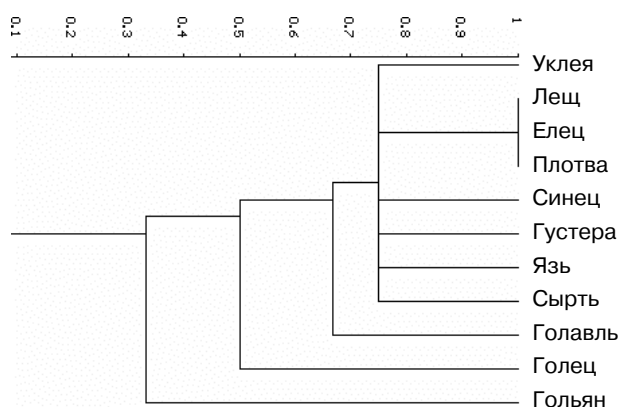 0.1 0.2 0.3 0.4 0.5 0.6 0.7 0.8 0.9 1
Уклея
Лещ
Елец
Плотва
Синец
Густера
Язь
Сырть
Голавль
Голец
Гольян